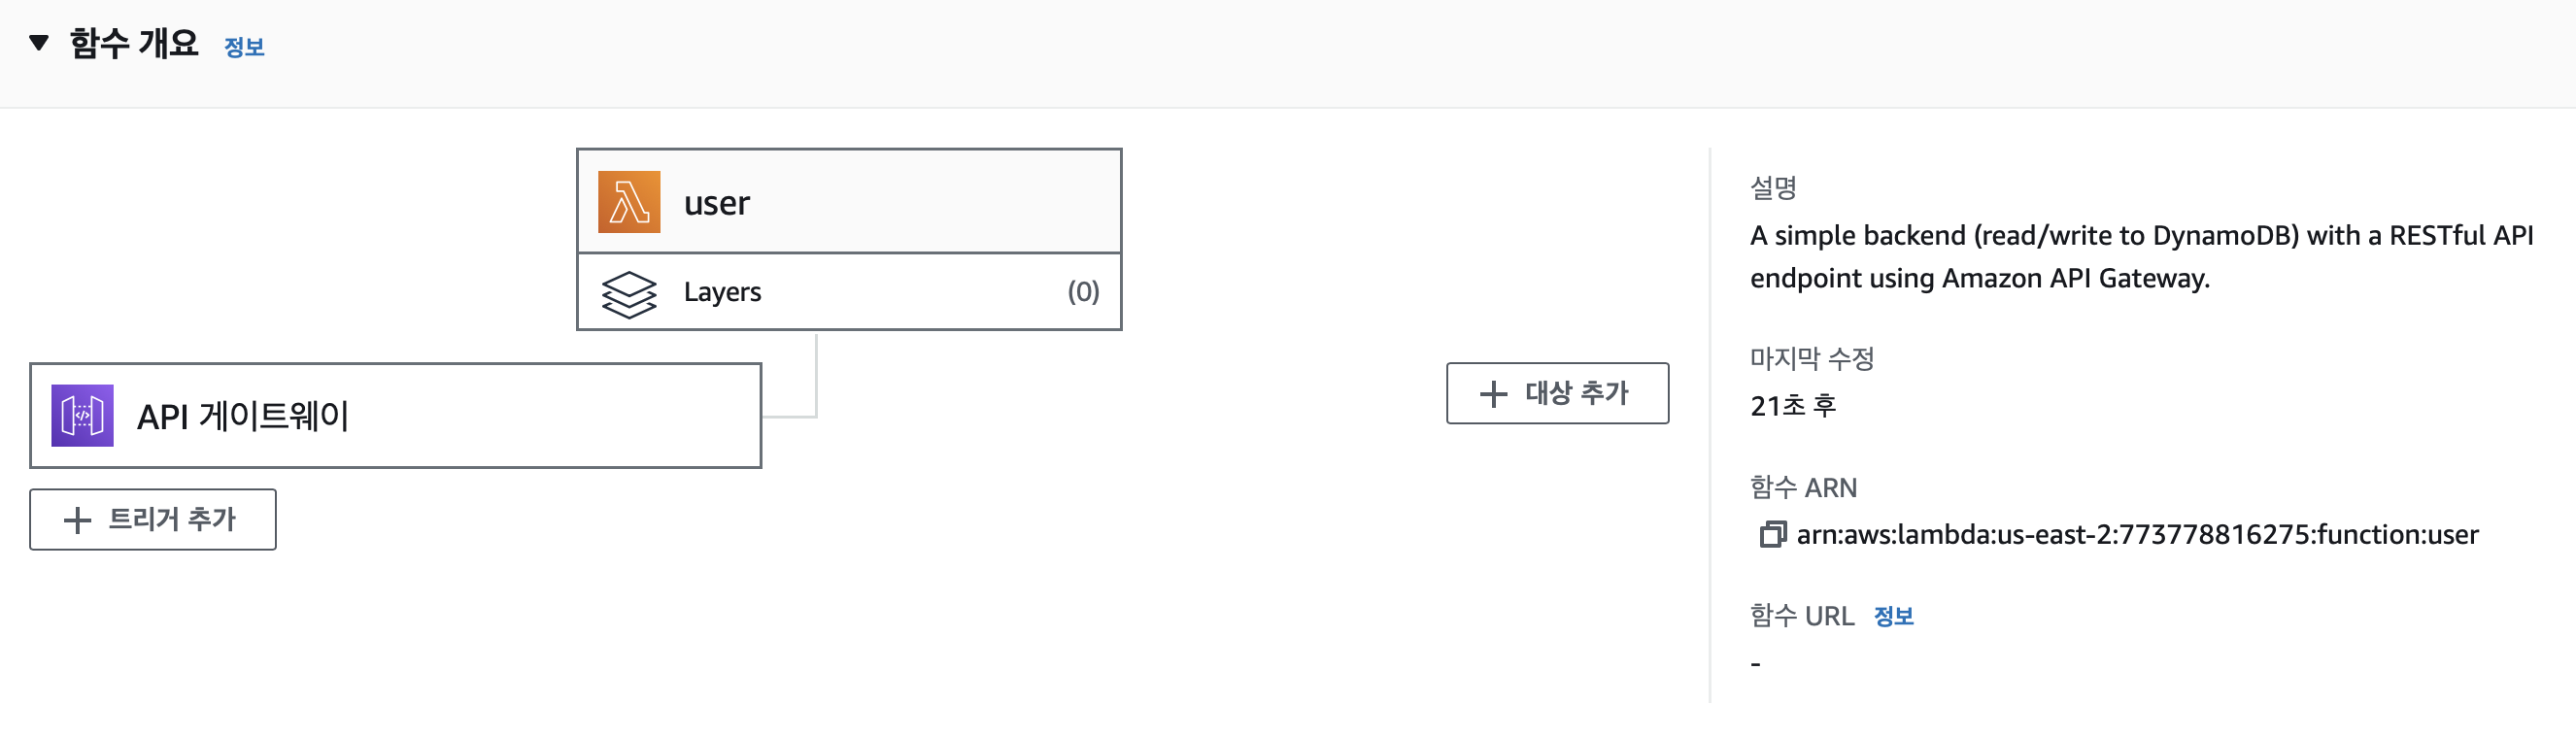 함수 개요 정보
user
Layers (0)
API 게이트웨이
+ 트리거 추가
+ 대상 추가
설명
A simple backend (read/write to DynamoDB) with a RESTful API
endpoint using Amazon API Gateway.
마지막 수정
21초 후
함수 ARN
arn:aws:lambda:us-east-2:773778816275:function:user
함수 URL 정보
-